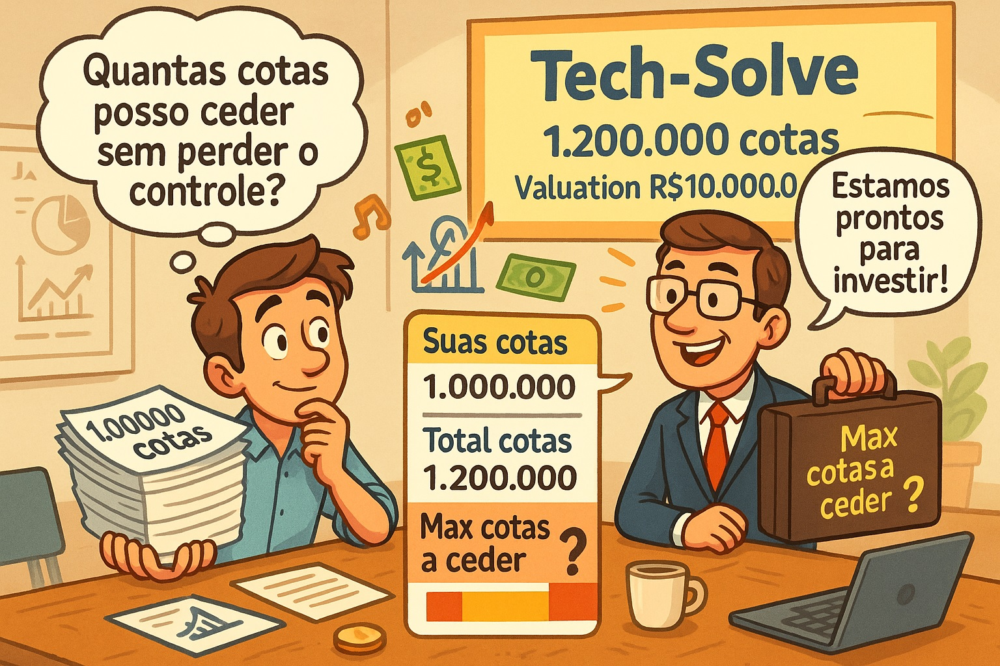 Quantas cotas
posso ceder
sem perder o
controle?
Tech-Solve
1.200.000 cotas
Valuation R$10.000.0
Estamos
prontos
para
investir!
Suas cotas
1.000.000
Total cotas
1.200.000
Max cotas
a ceder ?
1.00000
cotas
Max
cotas a
ceder ?